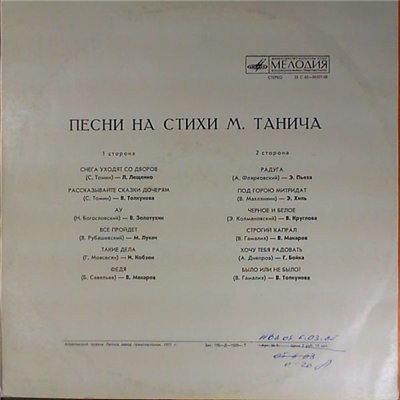 МЕЛОДИЯ
СТЕРЕО
ПЕСНИ НА СТИХИ М. ТАНИЧА
1 сторона
СНЕГА УХОДЯТ СО ДВОРОВ
(С. Томин) — Л. Лещенко
РАССКАЗЫВАЙТЕ СКАЗКИ ДОЧЕРЯМ
(С. Томин) — В. Толкунова
АУ
(Н. Богословский) — В. Золотухин
ВСЕ ПРОЙДЕТ
(В. Рубашевский) — М. Лукач
ТАКИЕ ДЕЛА
(Г. Мовсесян) — И. Кобзон
ФЕДЯ
(Б. Савельев) — В. Макаров
2 сторона
РАДУГА
(А. Флярковский) — Э. Пьеха
ПОД ГОРОЮ МИТРИДАТ
(В. Махлянкин) — Э. Хиль
ЧЕРНОЕ И БЕЛОЕ
(Э. Колмановский) — В. Круглова
СТРОГИЙ КАПРАЛ
(В. Гамалия) — В. Макаров
ХОЧУ ТЕБЯ РАДОВАТЬ
(А. Днепров) — Г. Бойко
БЫЛО ИЛИ НЕ БЫЛО?
(В. Гамалия) — В. Толкунова